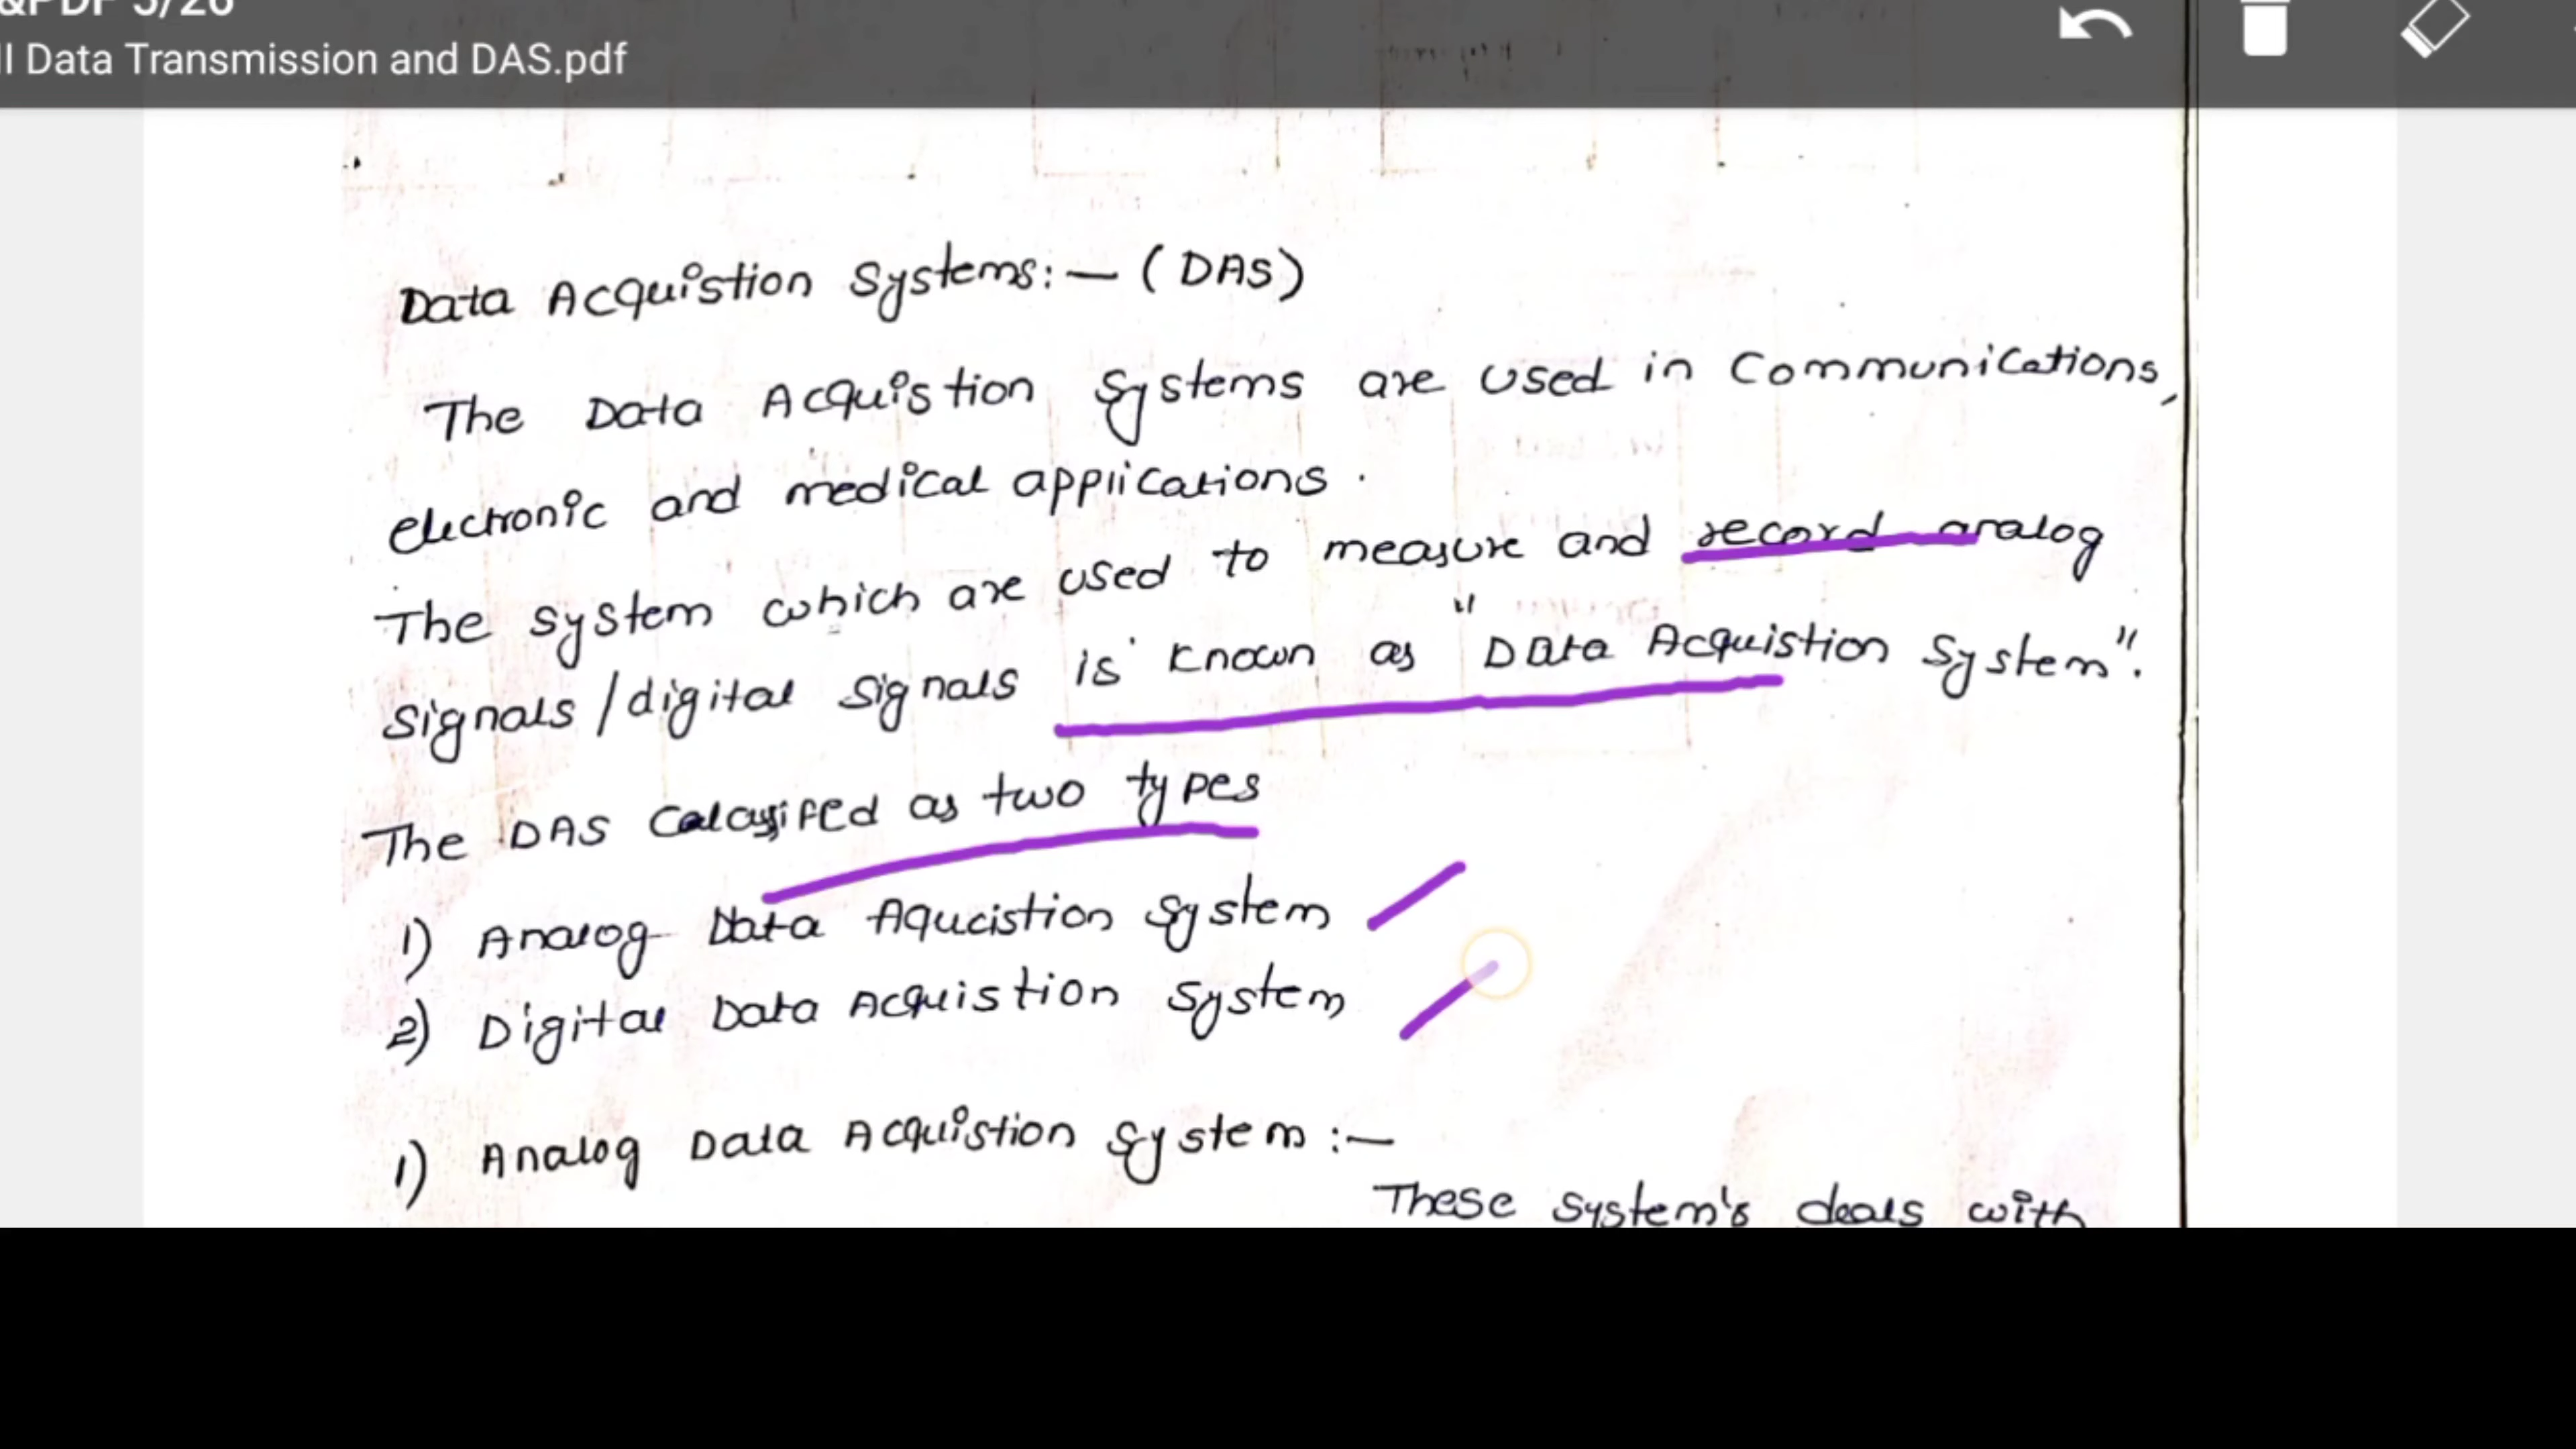 &PDF 5/26
II Data Transmission and DAS.pdf
Data Acquistion Systems:— (DAS)
The Data Acquistion Systems are used in Communications,
electronic and medical applications.
The system which are used to measure and record analog
signals/digital signals is known as "Data Acquistion System".
The DAS as two types
1) Analog Data Aqucistion System
2) Digital Data Acquistion System
1) Analog Data Acquistion System :—
These System's deals with